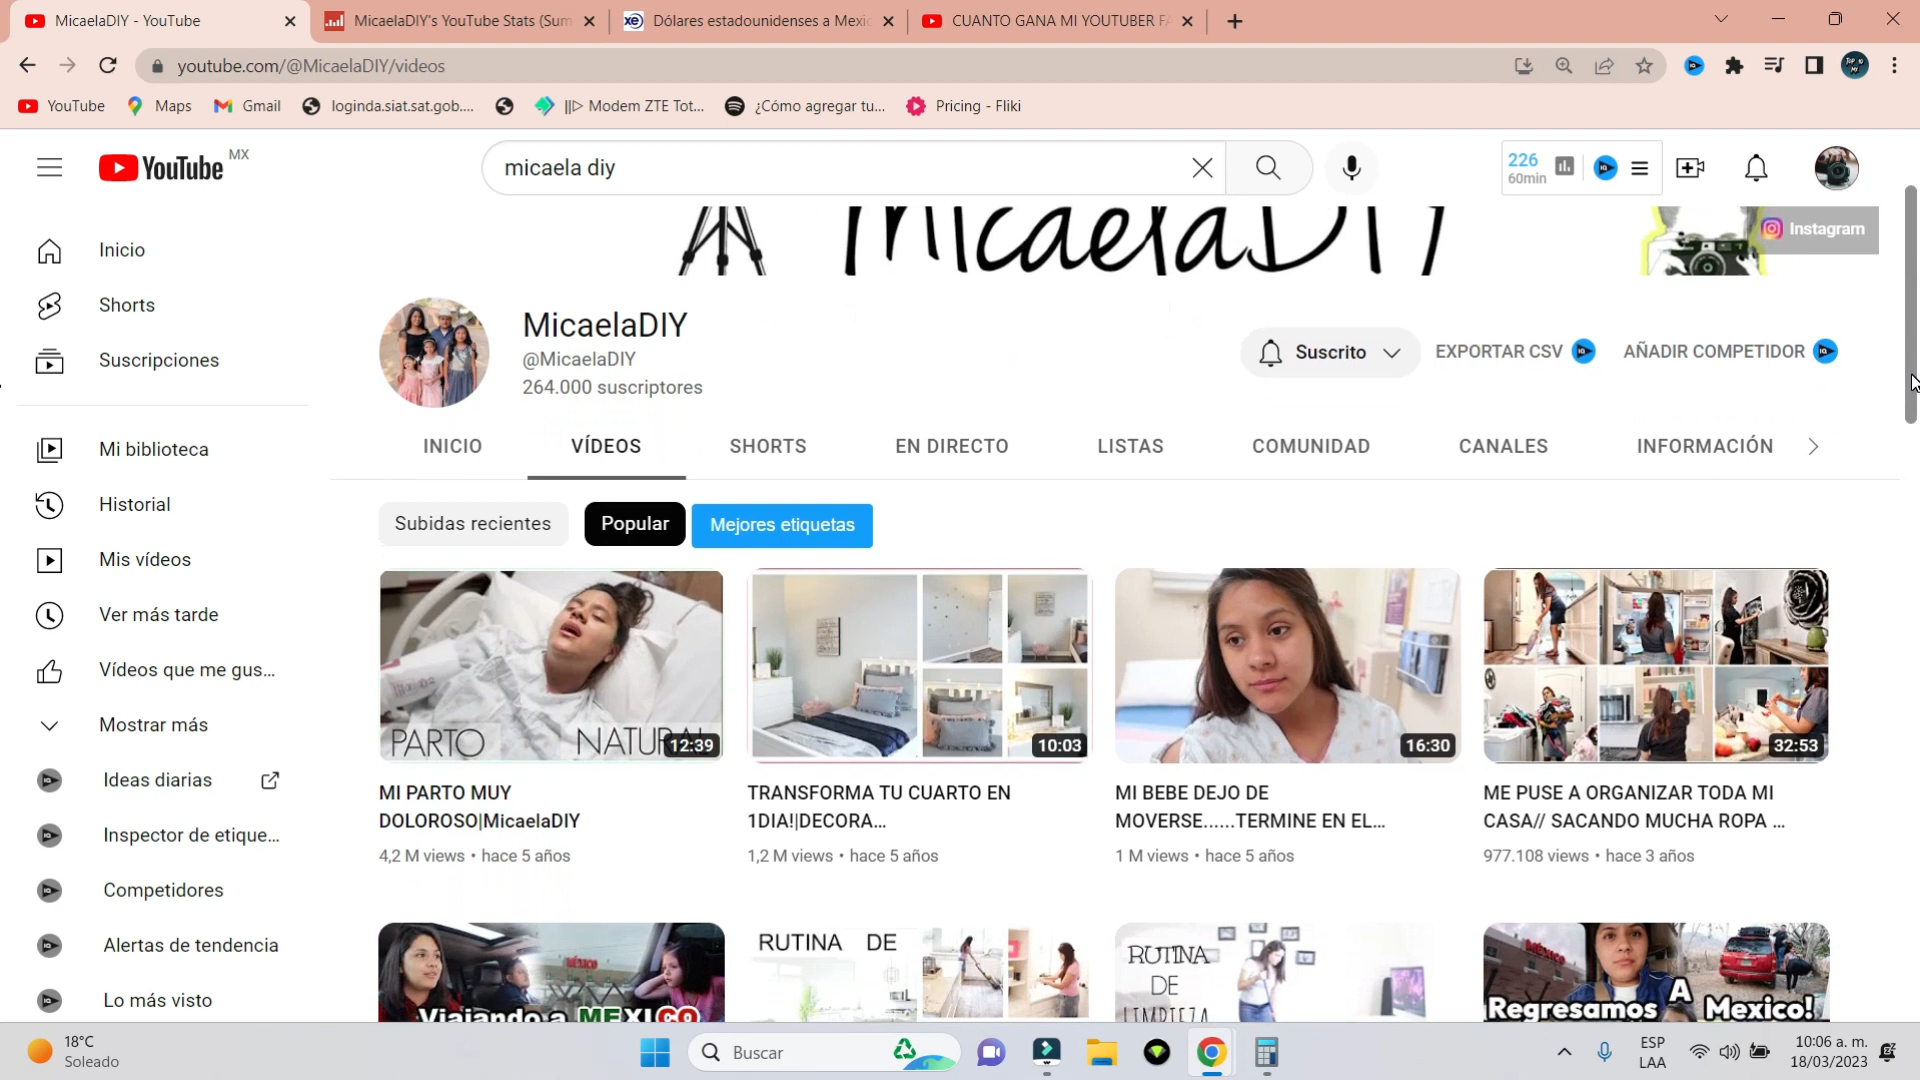 MicaelaDIY - YouTube
MicaelaDIY's YouTube Stats (Sum
xe Dólares estadounidenses a Mexic
CUANTO GANA MI YOUTUBER FA
youtube.com/@MicaelaDIY/videos
YouTube
Maps
Gmail
loginda.siat.sat.gob....
||▷ Modem ZTE Tot...
¿Cómo agregar tu...
Pricing - Fliki
YouTube MX
micaela diy
226
60min
MicaelaDIY
Instagram
Inicio
Shorts
Suscripciones
Mi biblioteca
Historial
Mis vídeos
Ver más tarde
Vídeos que me gus...
Mostrar más
Ideas diarias
Inspector de etique...
Competidores
Alertas de tendencia
Lo más visto
MicaelaDIY
@MicaelaDIY
264.000 suscriptores
Suscrito
EXPORTAR CSV
AÑADIR COMPETIDOR
INICIO
VÍDEOS
SHORTS
EN DIRECTO
LISTAS
COMUNIDAD
CANALES
INFORMACIÓN
Subidas recientes
Popular
Mejores etiquetas
PARTO NATURAL
12:39
10:03
16:30
32:53
MI PARTO MUY
DOLOROSO|MicaelaDIY
4,2 M views • hace 5 años
TRANSFORMA TU CUARTO EN
1DIA!|DECORA...
1,2 M views • hace 5 años
MI BEBE DEJO DE
MOVERSE......TERMINE EN EL...
1 M views • hace 5 años
ME PUSE A ORGANIZAR TODA MI
CASA// SACANDO MUCHA ROPA ...
977.108 views • hace 3 años
MÉXICO
Viajando a MEXICO
RUTINA DE
RUTINA
DE
LIMPIEZA
Regresamos A Mexico!
18°C
Soleado
Buscar
ESP
LAA
10:06 a. m.
18/03/2023